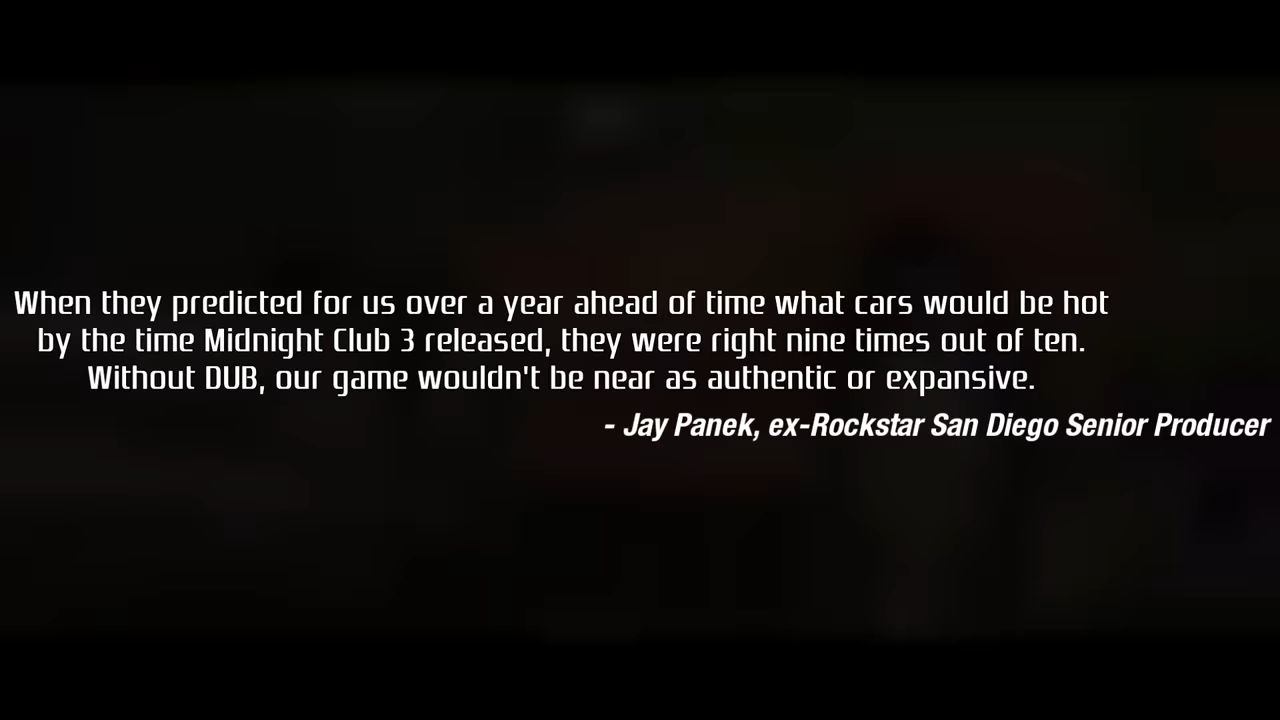 When they predicted for us over a year ahead of time what cars would be hot
by the time Midnight Club 3 released, they were right nine times out of ten.
Without DUB, our game wouldn't be near as authentic or expansive.
- Jay Panek, ex-Rockstar San Diego Senior Producer